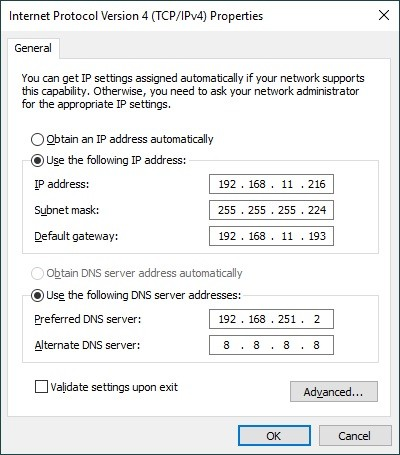 Internet Protocol Version 4 (TCP/IPv4) Properties
General
You can get IP settings assigned automatically if your network supports
this capability. Otherwise, you need to ask your network administrator
for the appropriate IP settings.
Obtain an IP address automatically
Use the following IP address:
IP address: 192 . 168 . 11 . 216
Subnet mask: 255 . 255 . 255 . 224
Default gateway: 192 . 168 . 11 . 193
Obtain DNS server address automatically
Use the following DNS server addresses:
Preferred DNS server: 192 . 168 . 251 . 2
Alternate DNS server: 8 . 8 . 8 . 8
Validate settings upon exit
Advanced...
OK Cancel